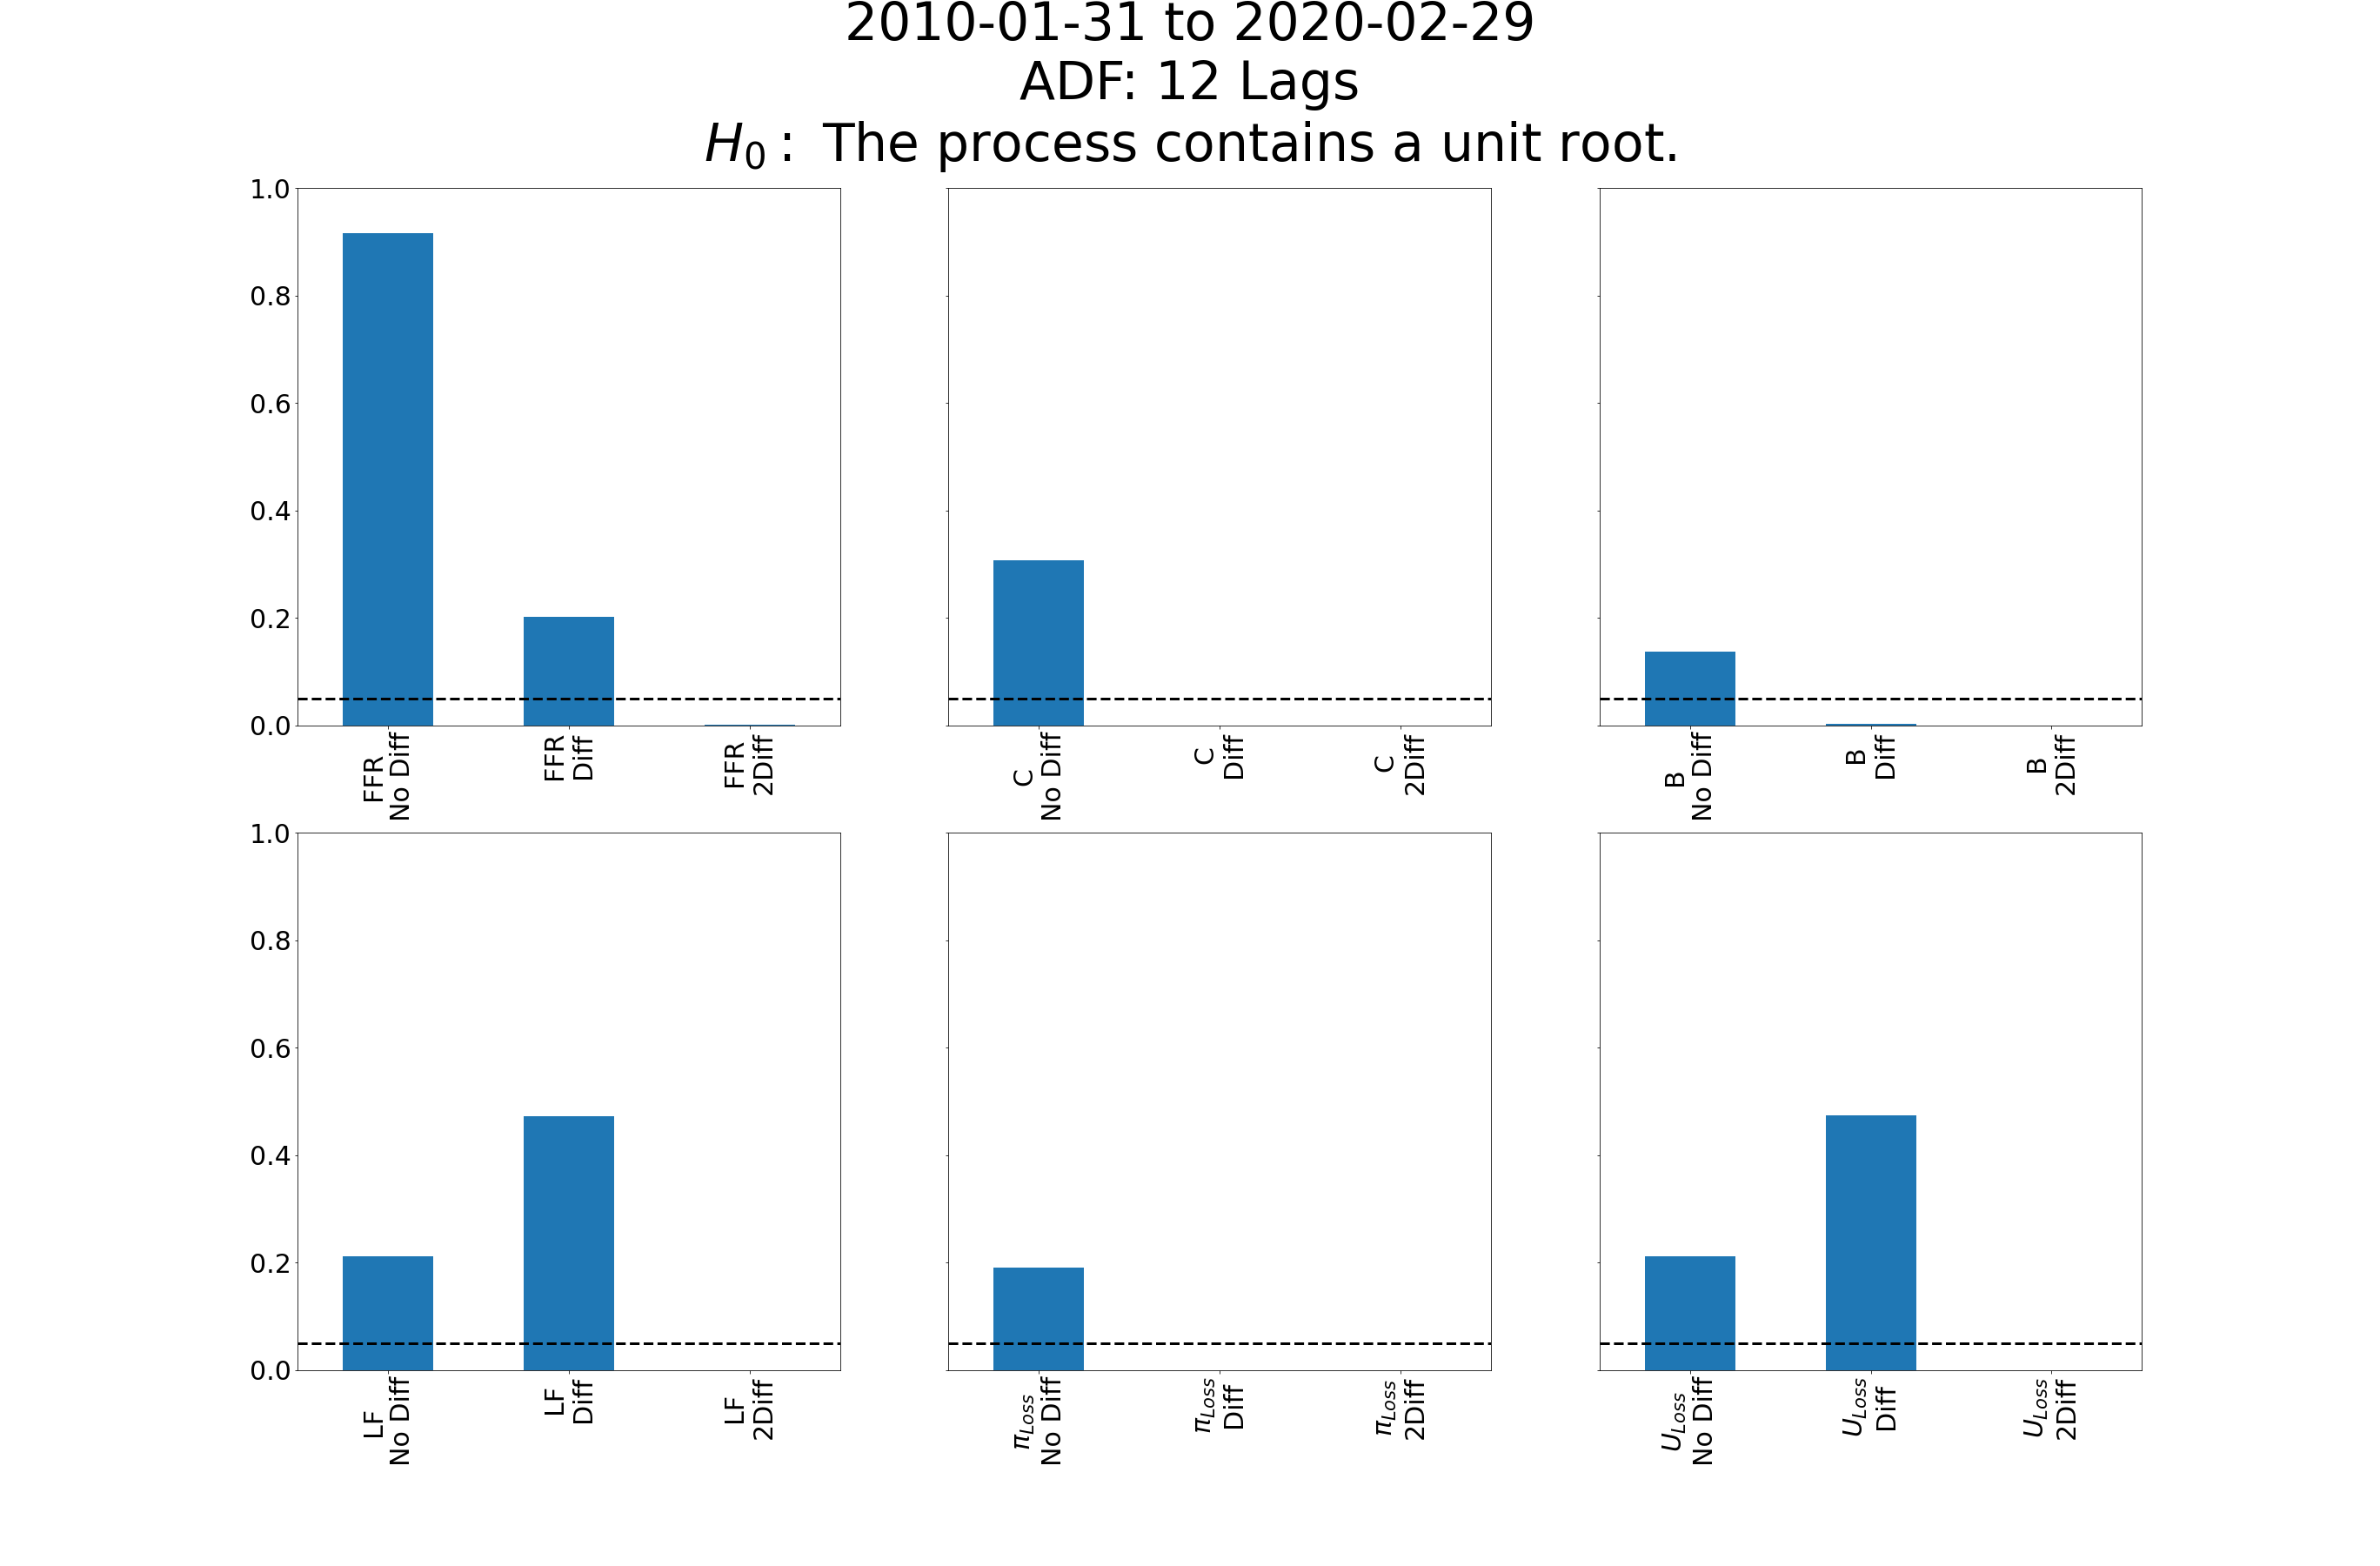 2010-01-31 to 2020-02-29
ADF: 12 Lags
H₀ : The process contains a unit root.
1.0
0.8
0.6
0.4
0.2
0.0
FFR
No Diff
FFR
Diff
FFR
2Diff
C
No Diff
C
Diff
C
2Diff
B
No Diff
B
Diff
B
2Diff
1.0
0.8
0.6
0.4
0.2
0.0
LF
No Diff
LF
Diff
LF
2Diff
π_Loss
No Diff
π_Loss
Diff
π_Loss
2Diff
U_Loss
No Diff
U_Loss
Diff
U_Loss
2Diff